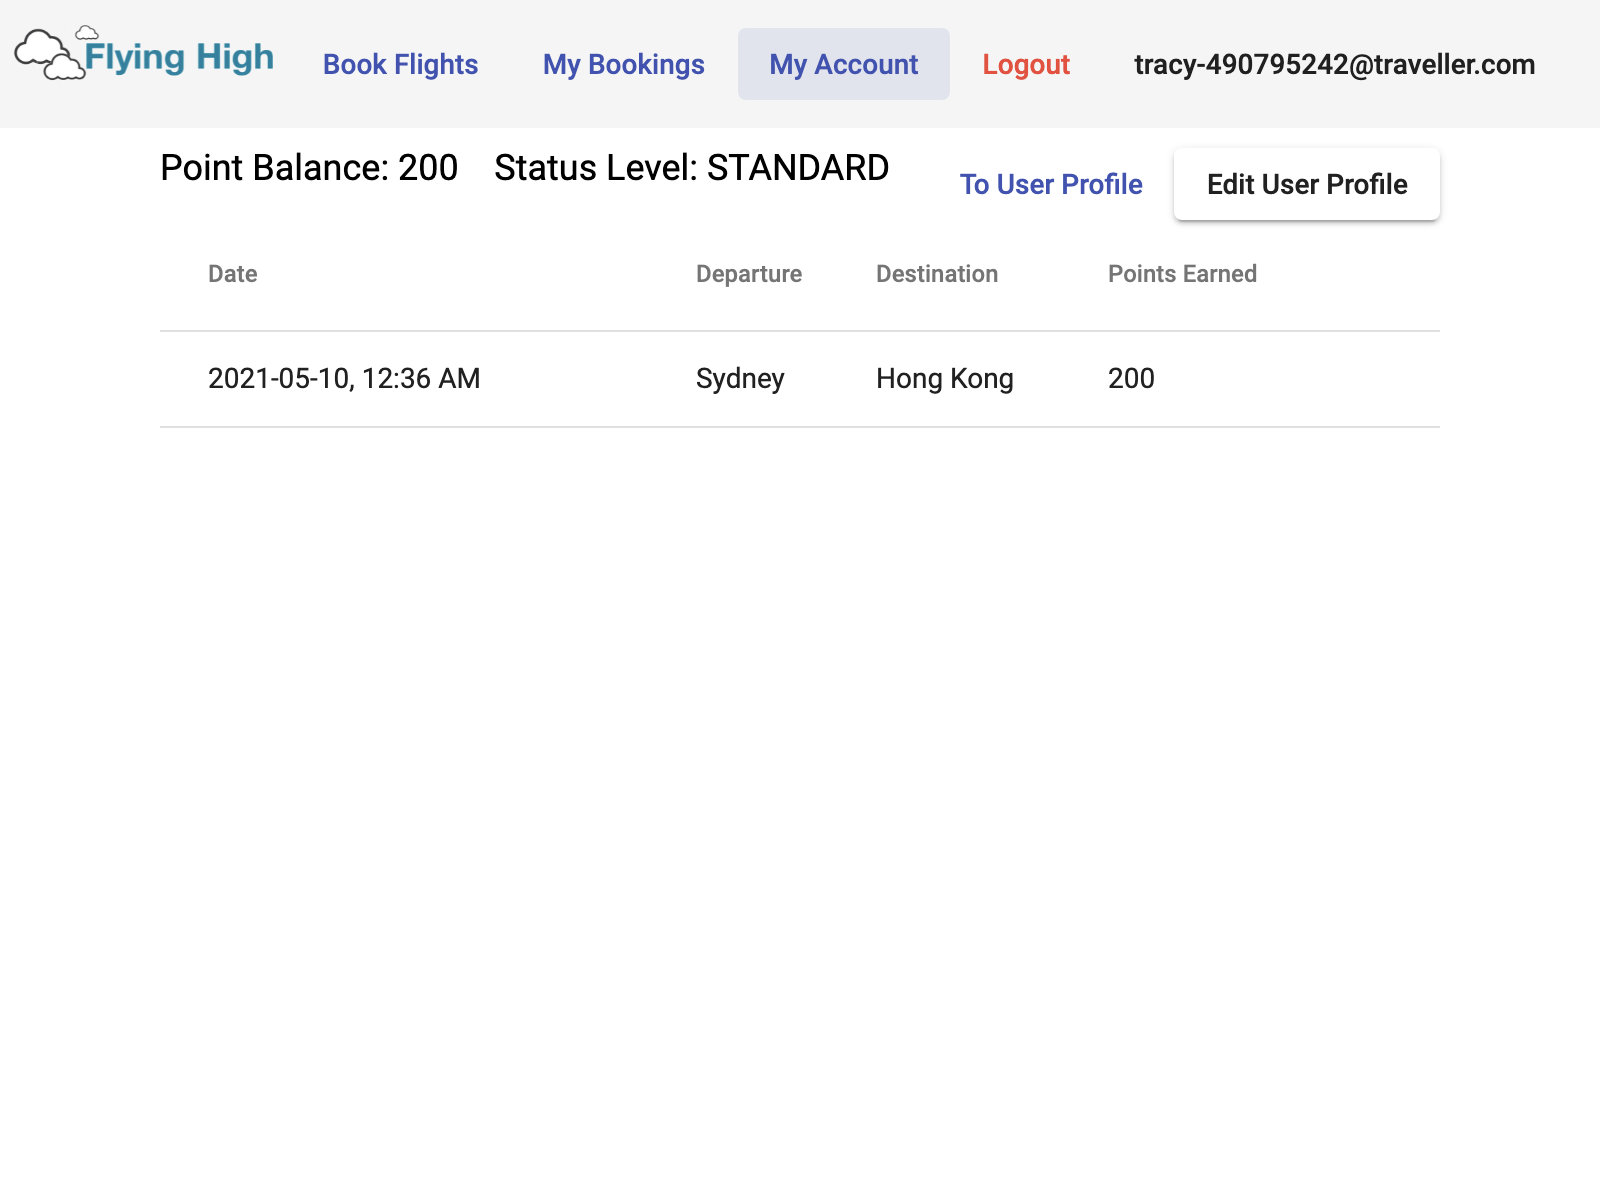 Flying High Book Flights My Bookings My Account Logout tracy-490795242@traveller.com
Point Balance: 200 Status Level: STANDARD To User Profile Edit User Profile
Date Departure Destination Points Earned
2021-05-10, 12:36 AM Sydney Hong Kong 200